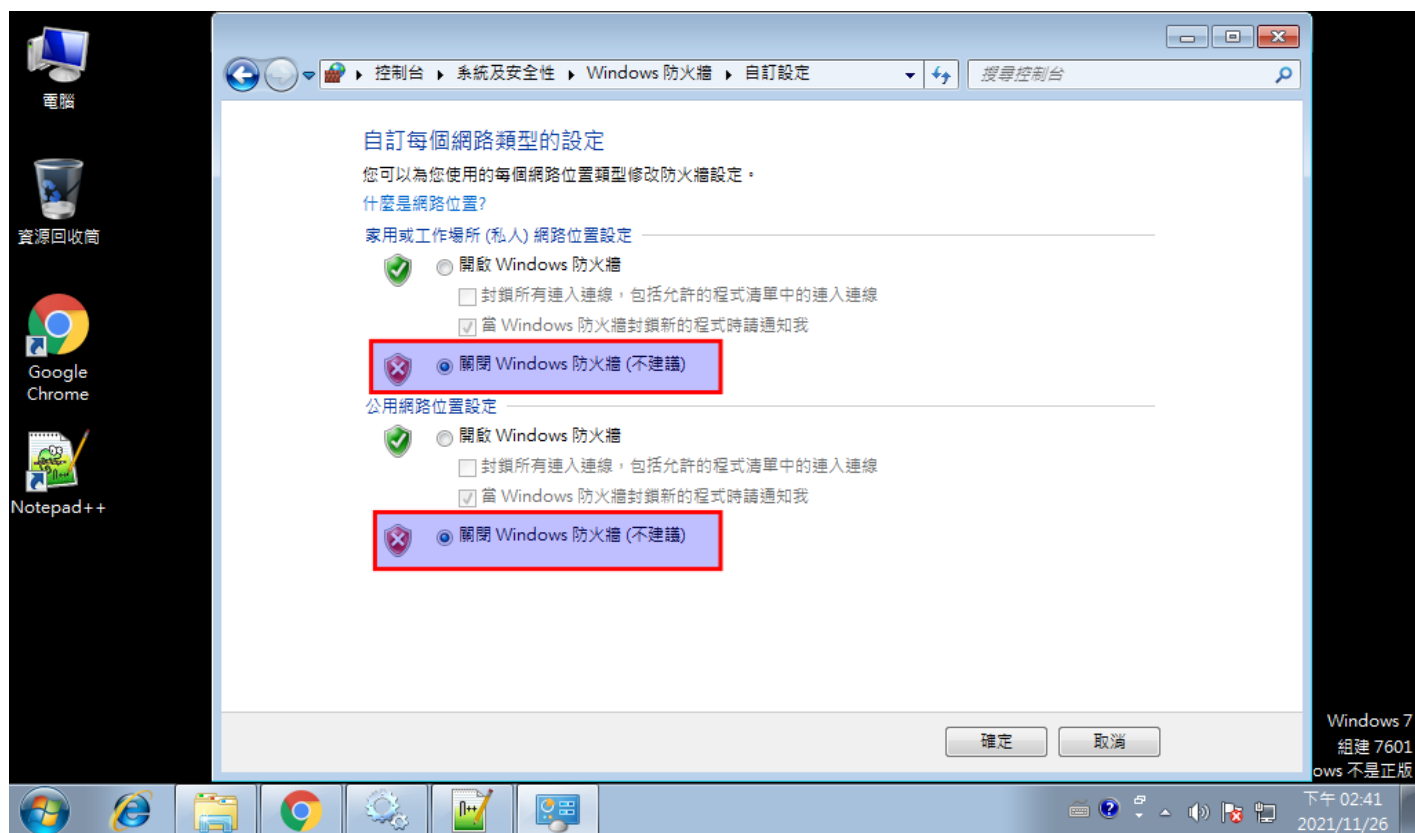 電腦
資源回收筒
Google
Chrome
Notepad++
控制台 系統及安全性 Windows 防火牆 自訂設定
搜尋控制台
自訂每個網路類型的設定
您可以為您使用的每個網路位置類型修改防火牆設定。
什麼是網路位置?
家用或工作場所 (私人) 網路位置設定
開啟 Windows 防火牆
封鎖所有連入連線，包括允許的程式清單中的連入連線
當 Windows 防火牆封鎖新的程式時請通知我
關閉 Windows 防火牆 (不建議)
公用網路位置設定
開啟 Windows 防火牆
封鎖所有連入連線，包括允許的程式清單中的連入連線
當 Windows 防火牆封鎖新的程式時請通知我
關閉 Windows 防火牆 (不建議)
確定 取消
Windows 7
組建 7601
ows 不是正版
下午 02:41
2021/11/26